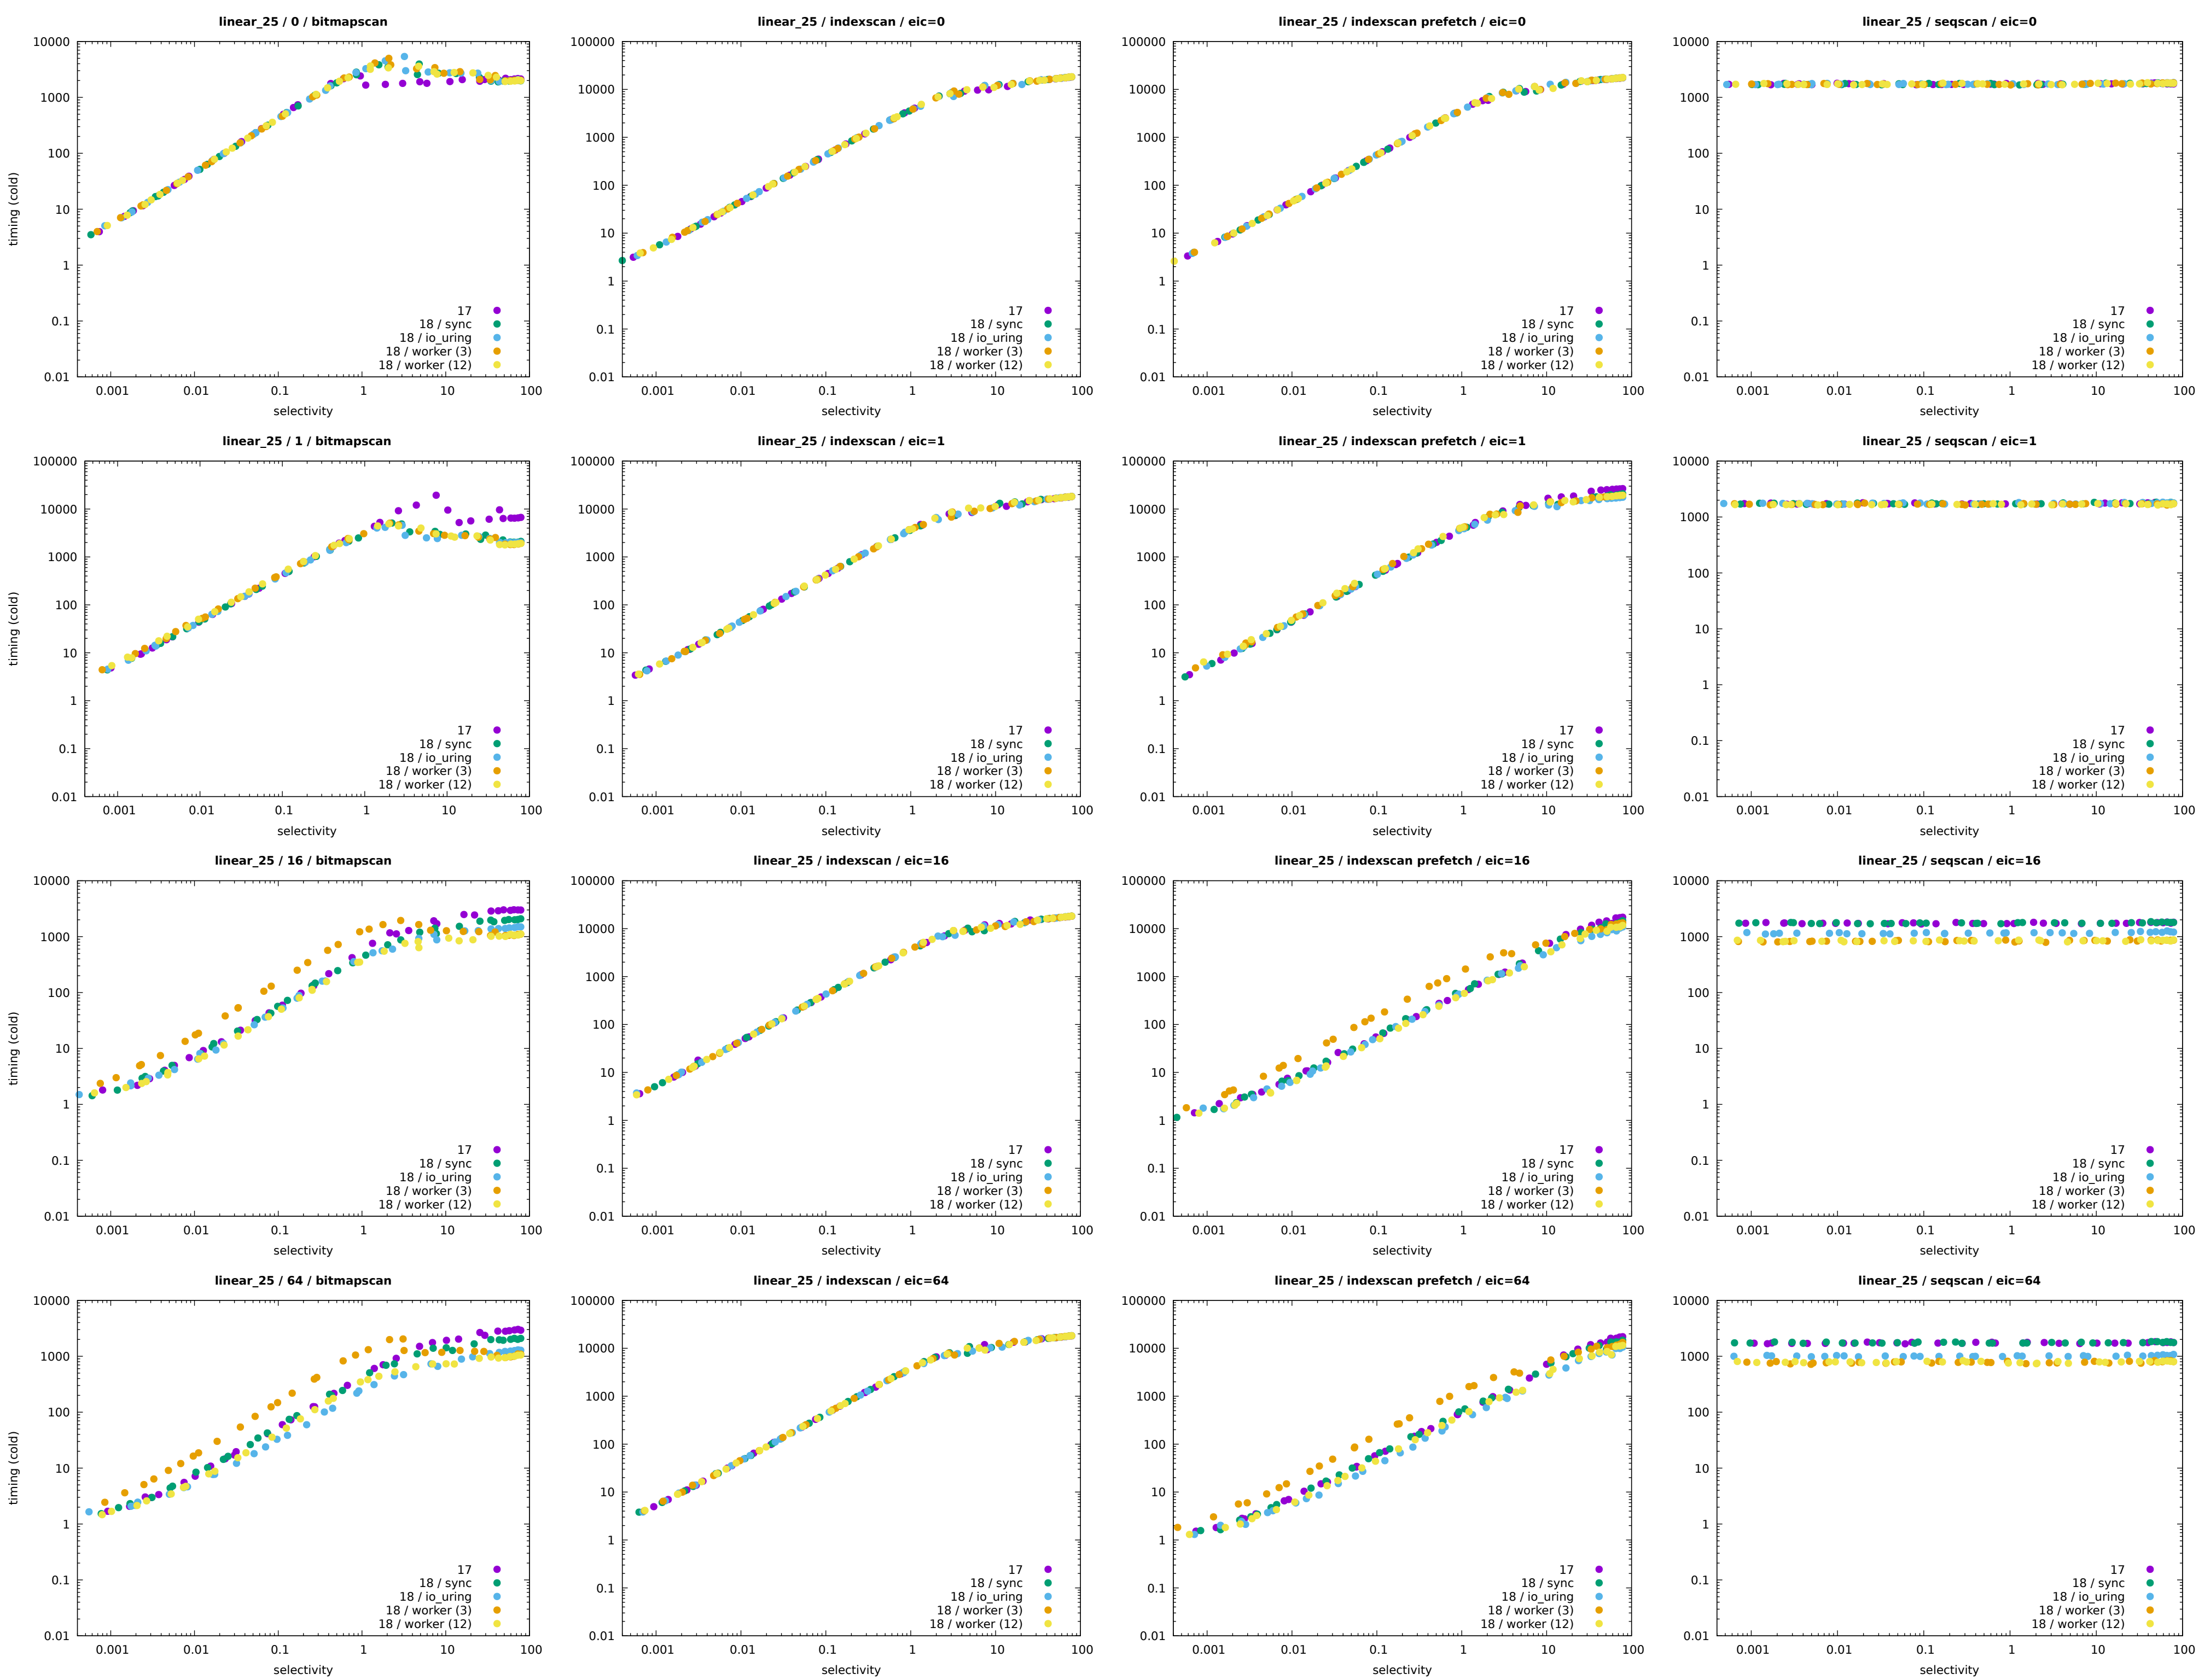 linear_25 / 0 / bitmapscan
timing (cold)
10000
1000
100
10
1
0.1
0.01
17
18 / sync
18 / io_uring
18 / worker (3)
18 / worker (12)
0.001 0.01 0.1 1 10 100
selectivity
linear_25 / indexscan / eic=0
100000
10000
1000
100
10
1
0.1
0.01
17
18 / sync
18 / io_uring
18 / worker (3)
18 / worker (12)
0.001 0.01 0.1 1 10 100
selectivity
linear_25 / indexscan prefetch / eic=0
100000
10000
1000
100
10
1
0.1
0.01
17
18 / sync
18 / io_uring
18 / worker (3)
18 / worker (12)
0.001 0.01 0.1 1 10 100
selectivity
linear_25 / seqscan / eic=0
10000
1000
100
10
1
0.1
0.01
17
18 / sync
18 / io_uring
18 / worker (3)
18 / worker (12)
0.001 0.01 0.1 1 10 100
selectivity
linear_25 / 1 / bitmapscan
timing (cold)
100000
10000
1000
100
10
1
0.1
0.01
17
18 / sync
18 / io_uring
18 / worker (3)
18 / worker (12)
0.001 0.01 0.1 1 10 100
selectivity
linear_25 / indexscan / eic=1
100000
10000
1000
100
10
1
0.1
0.01
17
18 / sync
18 / io_uring
18 / worker (3)
18 / worker (12)
0.001 0.01 0.1 1 10 100
selectivity
linear_25 / indexscan prefetch / eic=1
100000
10000
1000
100
10
1
0.1
0.01
17
18 / sync
18 / io_uring
18 / worker (3)
18 / worker (12)
0.001 0.01 0.1 1 10 100
selectivity
linear_25 / seqscan / eic=1
10000
1000
100
10
1
0.1
0.01
17
18 / sync
18 / io_uring
18 / worker (3)
18 / worker (12)
0.001 0.01 0.1 1 10 100
selectivity
linear_25 / 16 / bitmapscan
timing (cold)
10000
1000
100
10
1
0.1
0.01
17
18 / sync
18 / io_uring
18 / worker (3)
18 / worker (12)
0.001 0.01 0.1 1 10 100
selectivity
linear_25 / indexscan / eic=16
100000
10000
1000
100
10
1
0.1
0.01
17
18 / sync
18 / io_uring
18 / worker (3)
18 / worker (12)
0.001 0.01 0.1 1 10 100
selectivity
linear_25 / indexscan prefetch / eic=16
100000
10000
1000
100
10
1
0.1
0.01
17
18 / sync
18 / io_uring
18 / worker (3)
18 / worker (12)
0.001 0.01 0.1 1 10 100
selectivity
linear_25 / seqscan / eic=16
10000
1000
100
10
1
0.1
0.01
17
18 / sync
18 / io_uring
18 / worker (3)
18 / worker (12)
0.001 0.01 0.1 1 10 100
selectivity
linear_25 / 64 / bitmapscan
timing (cold)
10000
1000
100
10
1
0.1
0.01
17
18 / sync
18 / io_uring
18 / worker (3)
18 / worker (12)
0.001 0.01 0.1 1 10 100
selectivity
linear_25 / indexscan / eic=64
100000
10000
1000
100
10
1
0.1
0.01
17
18 / sync
18 / io_uring
18 / worker (3)
18 / worker (12)
0.001 0.01 0.1 1 10 100
selectivity
linear_25 / indexscan prefetch / eic=64
100000
10000
1000
100
10
1
0.1
0.01
17
18 / sync
18 / io_uring
18 / worker (3)
18 / worker (12)
0.001 0.01 0.1 1 10 100
selectivity
linear_25 / seqscan / eic=64
10000
1000
100
10
1
0.1
0.01
17
18 / sync
18 / io_uring
18 / worker (3)
18 / worker (12)
0.001 0.01 0.1 1 10 100
selectivity